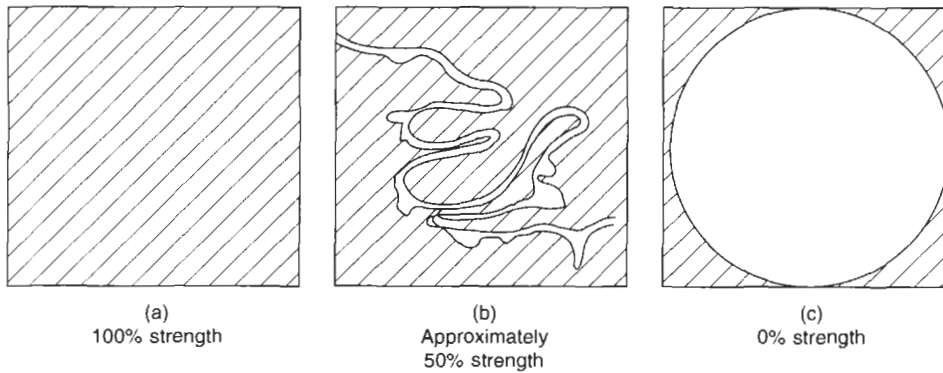 (a)
100% strength
(b)
Approximately
50% strength
(c)
0% strength